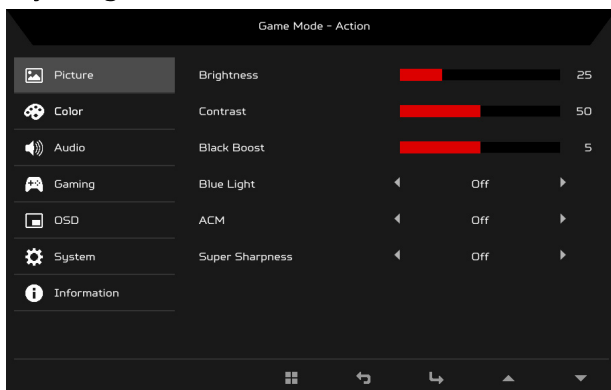 Game Mode - Action
Picture
Brightness 25
Color
Contrast 50
Audio
Black Boost 5
Gaming
Blue Light Off
OSD
ACM Off
System
Super Sharpness Off
Information